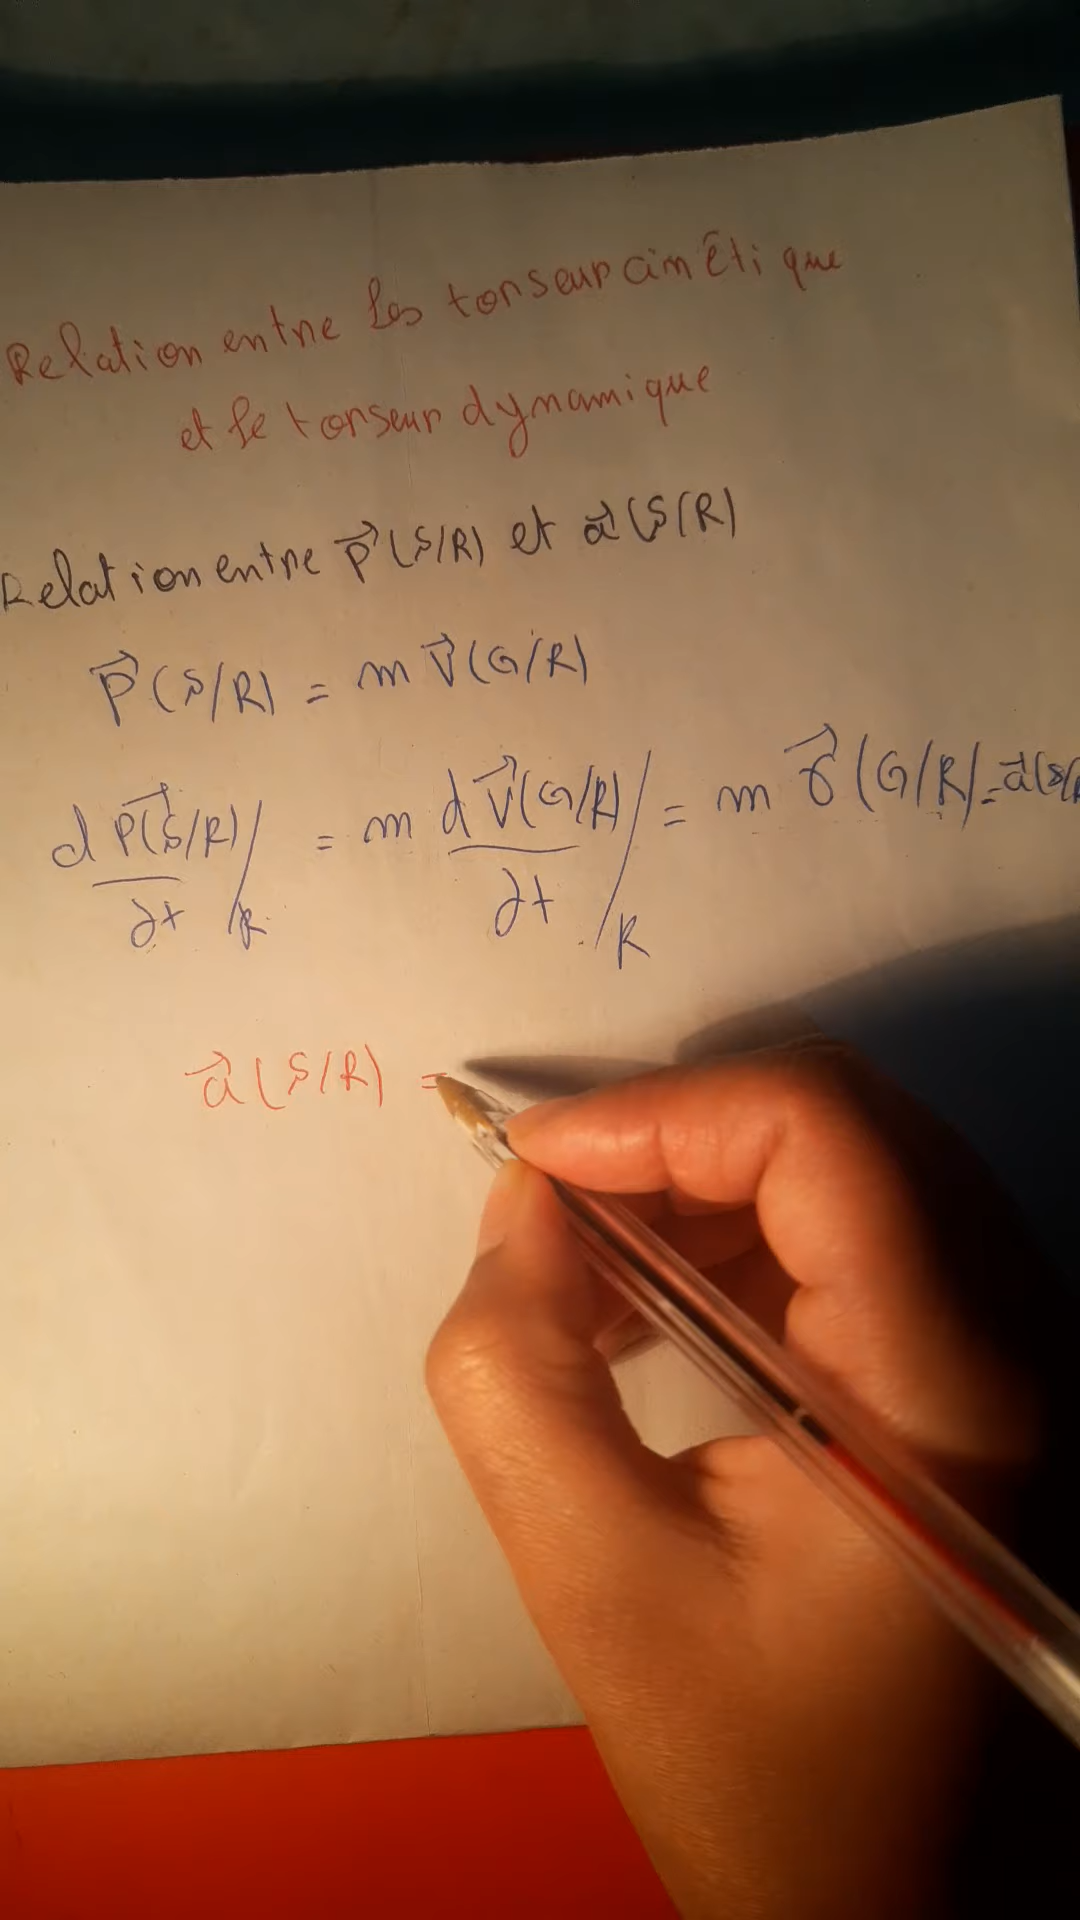 Relation entre les torseur cinêtique
et le torseur dynamique
Relation entre P⃗(S/R) et a⃗(S/R)
P⃗(S/R) = m V⃗(G/R)
d P⃗(S/R)/∂t /R = m d V⃗(G/R)/∂t /R = m γ⃗(G/R) = a⃗(S/R
a⃗(S/R) =